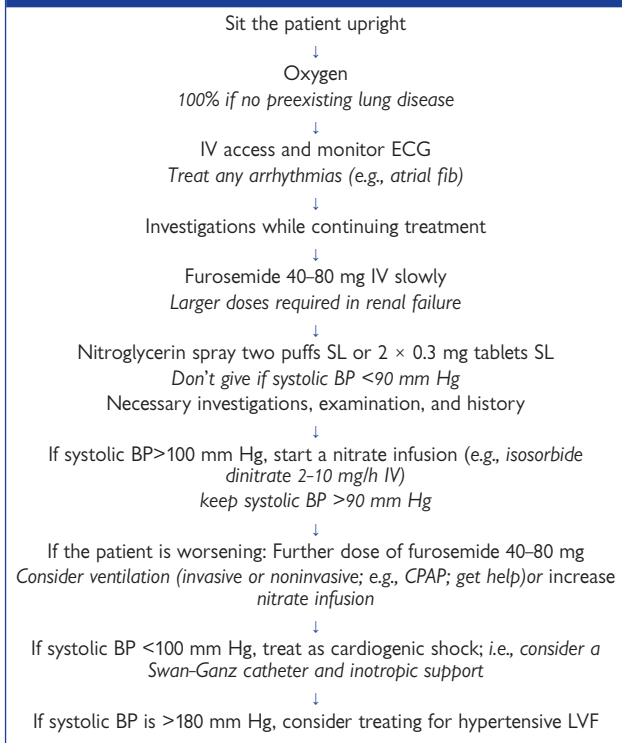 Sit the patient upright
↓
Oxygen
100% if no preexisting lung disease
↓
IV access and monitor ECG
Treat any arrhythmias (e.g., atrial fib)
↓
Investigations while continuing treatment
↓
Furosemide 40–80 mg IV slowly
Larger doses required in renal failure
↓
Nitroglycerin spray two puffs SL or 2 × 0.3 mg tablets SL
Don't give if systolic BP <90 mm Hg
Necessary investigations, examination, and history
↓
If systolic BP>100 mm Hg, start a nitrate infusion (e.g., isosorbide
dinitrate 2–10 mg/h IV)
keep systolic BP >90 mm Hg
↓
If the patient is worsening: Further dose of furosemide 40–80 mg
Consider ventilation (invasive or noninvasive; e.g., CPAP; get help)or increase
nitrate infusion
↓
If systolic BP <100 mm Hg, treat as cardiogenic shock; i.e., consider a
Swan-Ganz catheter and inotropic support
↓
If systolic BP is >180 mm Hg, consider treating for hypertensive LVF